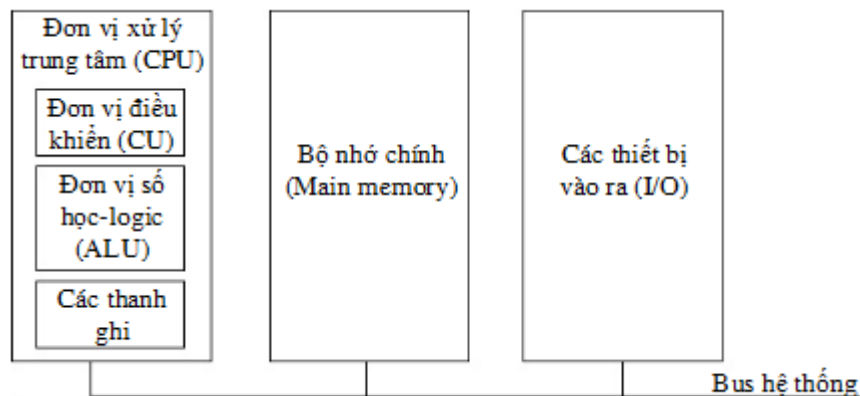 Đơn vị xử lý
trung tâm (CPU)
Đơn vị điều
khiển (CU)
Đơn vị số
học-logic
(ALU)
Các thanh
ghi
Bộ nhớ chính
(Main memory)
Các thiết bị
vào ra (I/O)
Bus hệ thống